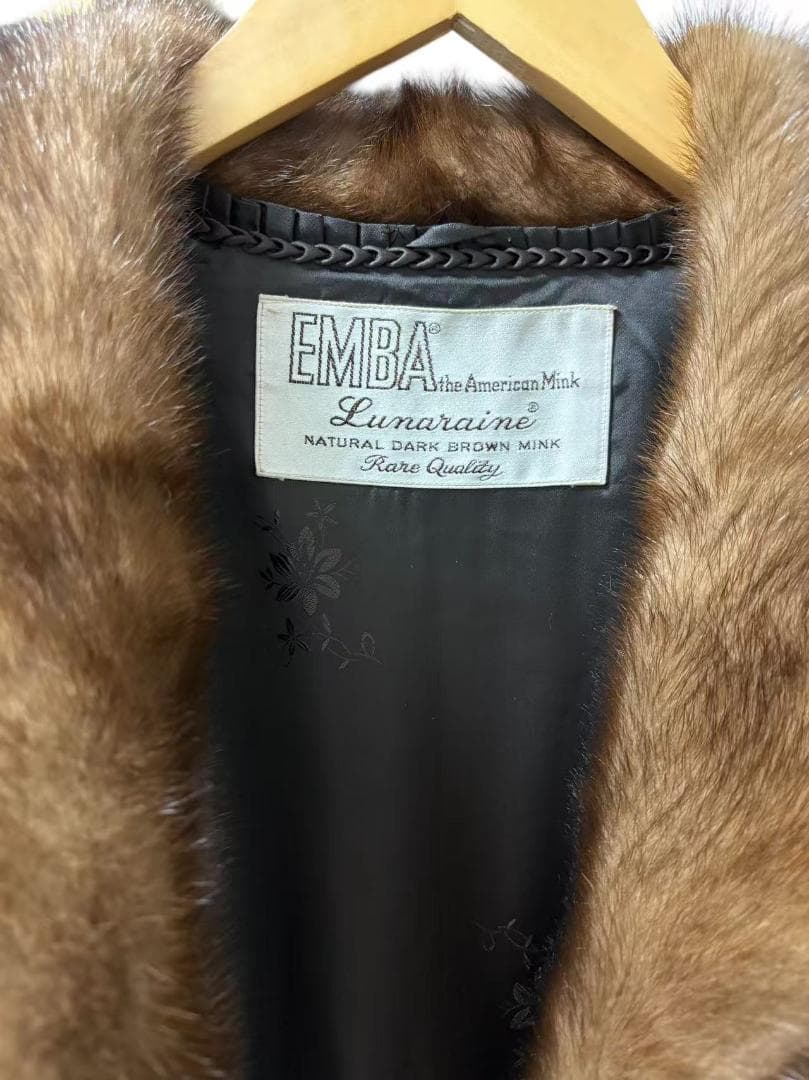 EMBA® the American Mink
Lunaraine®
NATURAL DARK BROWN MINK
Rare Quality